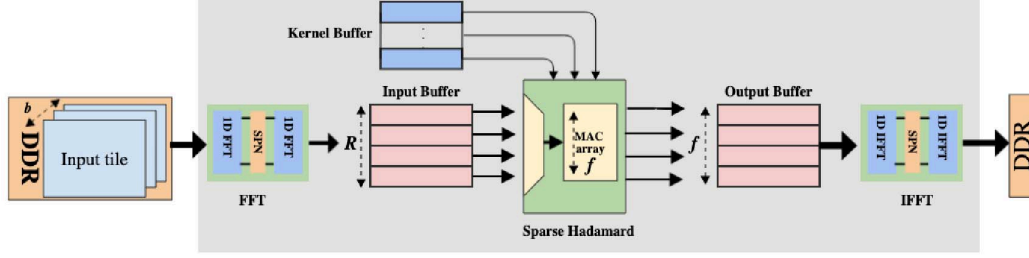 Kernel Buffer
b
DDR
Input tile
1D FFT
SPN
1D FFT
FFT
R
Input Buffer
MAC
array
f
Sparse Hadamard
f
Output Buffer
1D IFFT
SPN
1D IFFT
IFFT
DDR